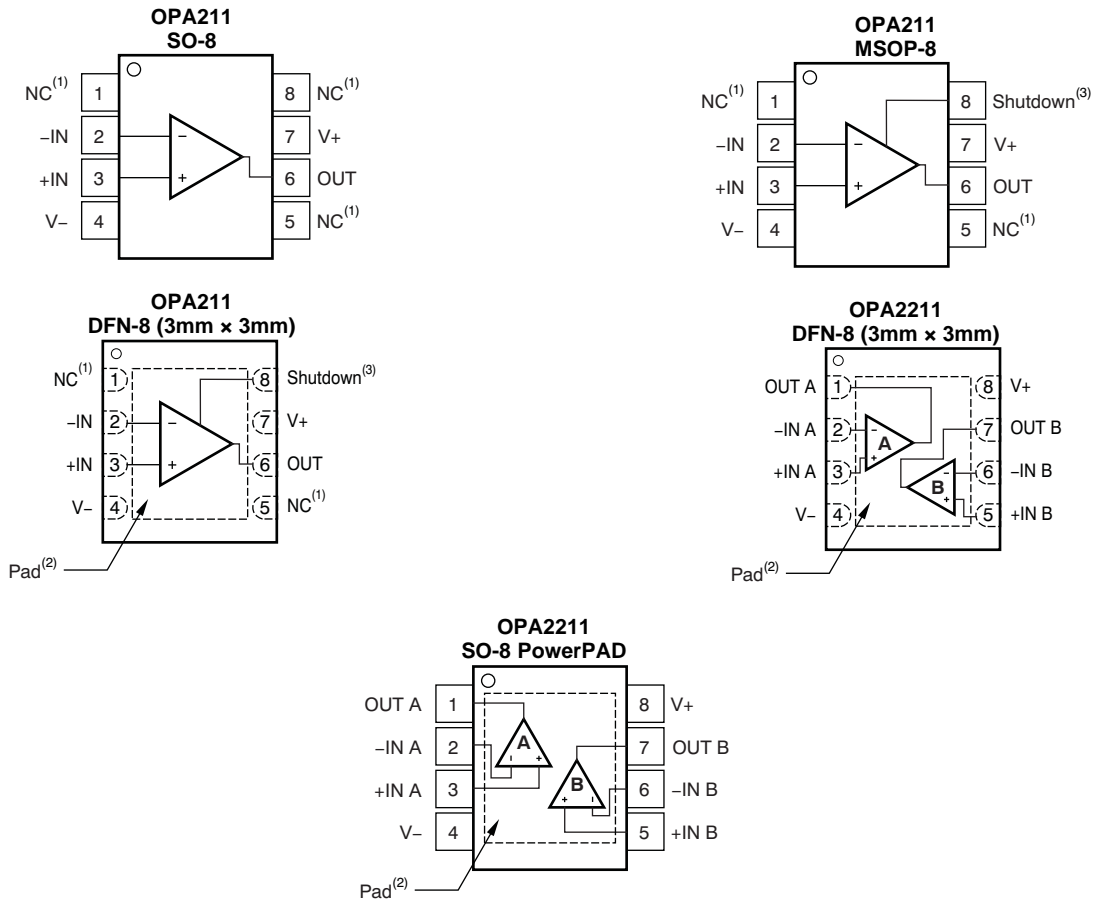 OPA211
SO-8
NC(1) 1 8 NC(1)
−IN 2 − 7 V+
+IN 3 + 6 OUT
V− 4 5 NC(1)
OPA211
MSOP-8
NC(1) 1 8 Shutdown(3)
−IN 2 − 7 V+
+IN 3 + 6 OUT
V− 4 5 NC(1)
OPA211
DFN-8 (3mm × 3mm)
NC(1) 1 8 Shutdown(3)
−IN 2 − 7 V+
+IN 3 + 6 OUT
V− 4 5 NC(1)
Pad(2)
OPA2211
DFN-8 (3mm × 3mm)
OUT A 1 8 V+
−IN A 2 − A 7 OUT B
+IN A 3 + B − 6 −IN B
V− 4 + 5 +IN B
Pad(2)
OPA2211
SO-8 PowerPAD
OUT A 1 8 V+
−IN A 2 A − + 7 OUT B
+IN A 3 B + − 6 −IN B
V− 4 5 +IN B
Pad(2)